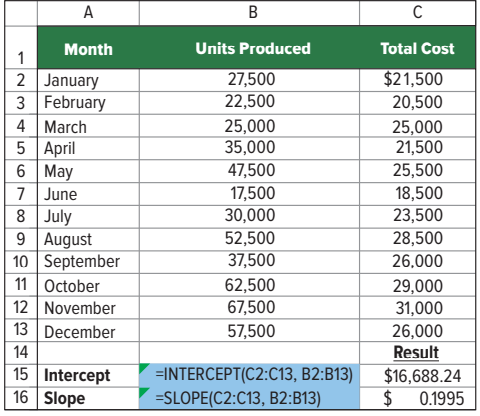 A B C
1 Month Units Produced Total Cost
2 January 27,500 $21,500
3 February 22,500 20,500
4 March 25,000 25,000
5 April 35,000 21,500
6 May 47,500 25,500
7 June 17,500 18,500
8 July 30,000 23,500
9 August 52,500 28,500
10 September 37,500 26,000
11 October 62,500 29,000
12 November 67,500 31,000
13 December 57,500 26,000
14 Result
15 Intercept =INTERCEPT(C2:C13, B2:B13) $16,688.24
16 Slope =SLOPE(C2:C13, B2:B13) $ 0.1995